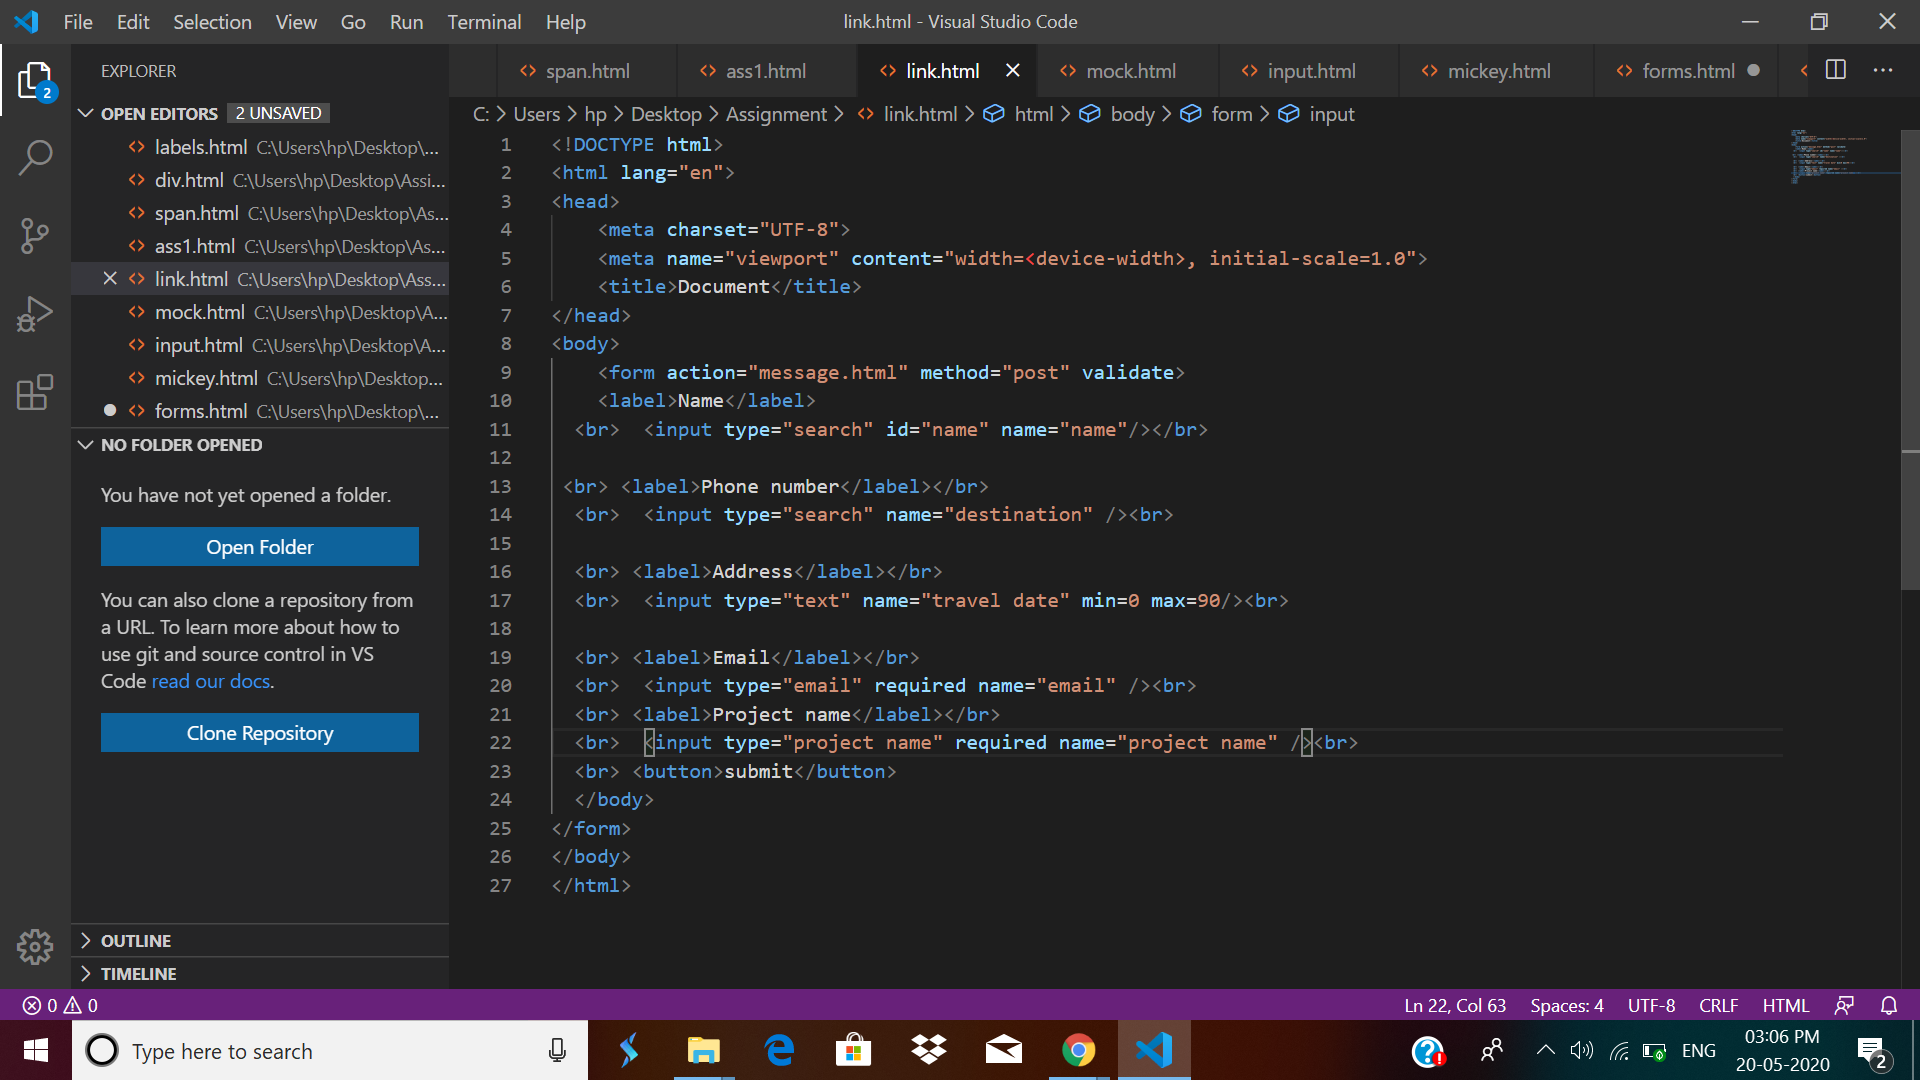 File Edit Selection View Go Run Terminal Help
link.html - Visual Studio Code
EXPLORER
OPEN EDITORS 2 UNSAVED
labels.html C:\Users\hp\Desktop\...
div.html C:\Users\hp\Desktop\Assi...
span.html C:\Users\hp\Desktop\As...
ass1.html C:\Users\hp\Desktop\As...
link.html C:\Users\hp\Desktop\Ass...
mock.html C:\Users\hp\Desktop\A...
input.html C:\Users\hp\Desktop\A...
mickey.html C:\Users\hp\Desktop...
forms.html C:\Users\hp\Desktop\...
NO FOLDER OPENED
You have not yet opened a folder.
Open Folder
You can also clone a repository from
a URL. To learn more about how to
use git and source control in VS
Code read our docs.
Clone Repository
OUTLINE
TIMELINE
2
span.html ass1.html link.html mock.html input.html mickey.html forms.html
C: > Users > hp > Desktop > Assignment > link.html > html > body > form > input
1 <!DOCTYPE html>
2 <html lang="en">
3 <head>
4 <meta charset="UTF-8">
5 <meta name="viewport" content="width=<device-width>, initial-scale=1.0">
6 <title>Document</title>
7 </head>
8 <body>
9 <form action="message.html" method="post" validate>
10 <label>Name</label>
11 <br> <input type="search" id="name" name="name"/></br>
12
13 <br> <label>Phone number</label></br>
14 <br> <input type="search" name="destination" /><br>
15
16 <br> <label>Address</label></br>
17 <br> <input type="text" name="travel date" min=0 max=90/><br>
18
19 <br> <label>Email</label></br>
20 <br> <input type="email" required name="email" /><br>
21 <br> <label>Project name</label></br>
22 <br> <input type="project name" required name="project name" /><br>
23 <br> <button>submit</button>
24 </body>
25 </form>
26 </body>
27 </html>
0 0
Ln 22, Col 63 Spaces: 4 UTF-8 CRLF HTML
Type here to search
ENG
03:06 PM
20-05-2020
2